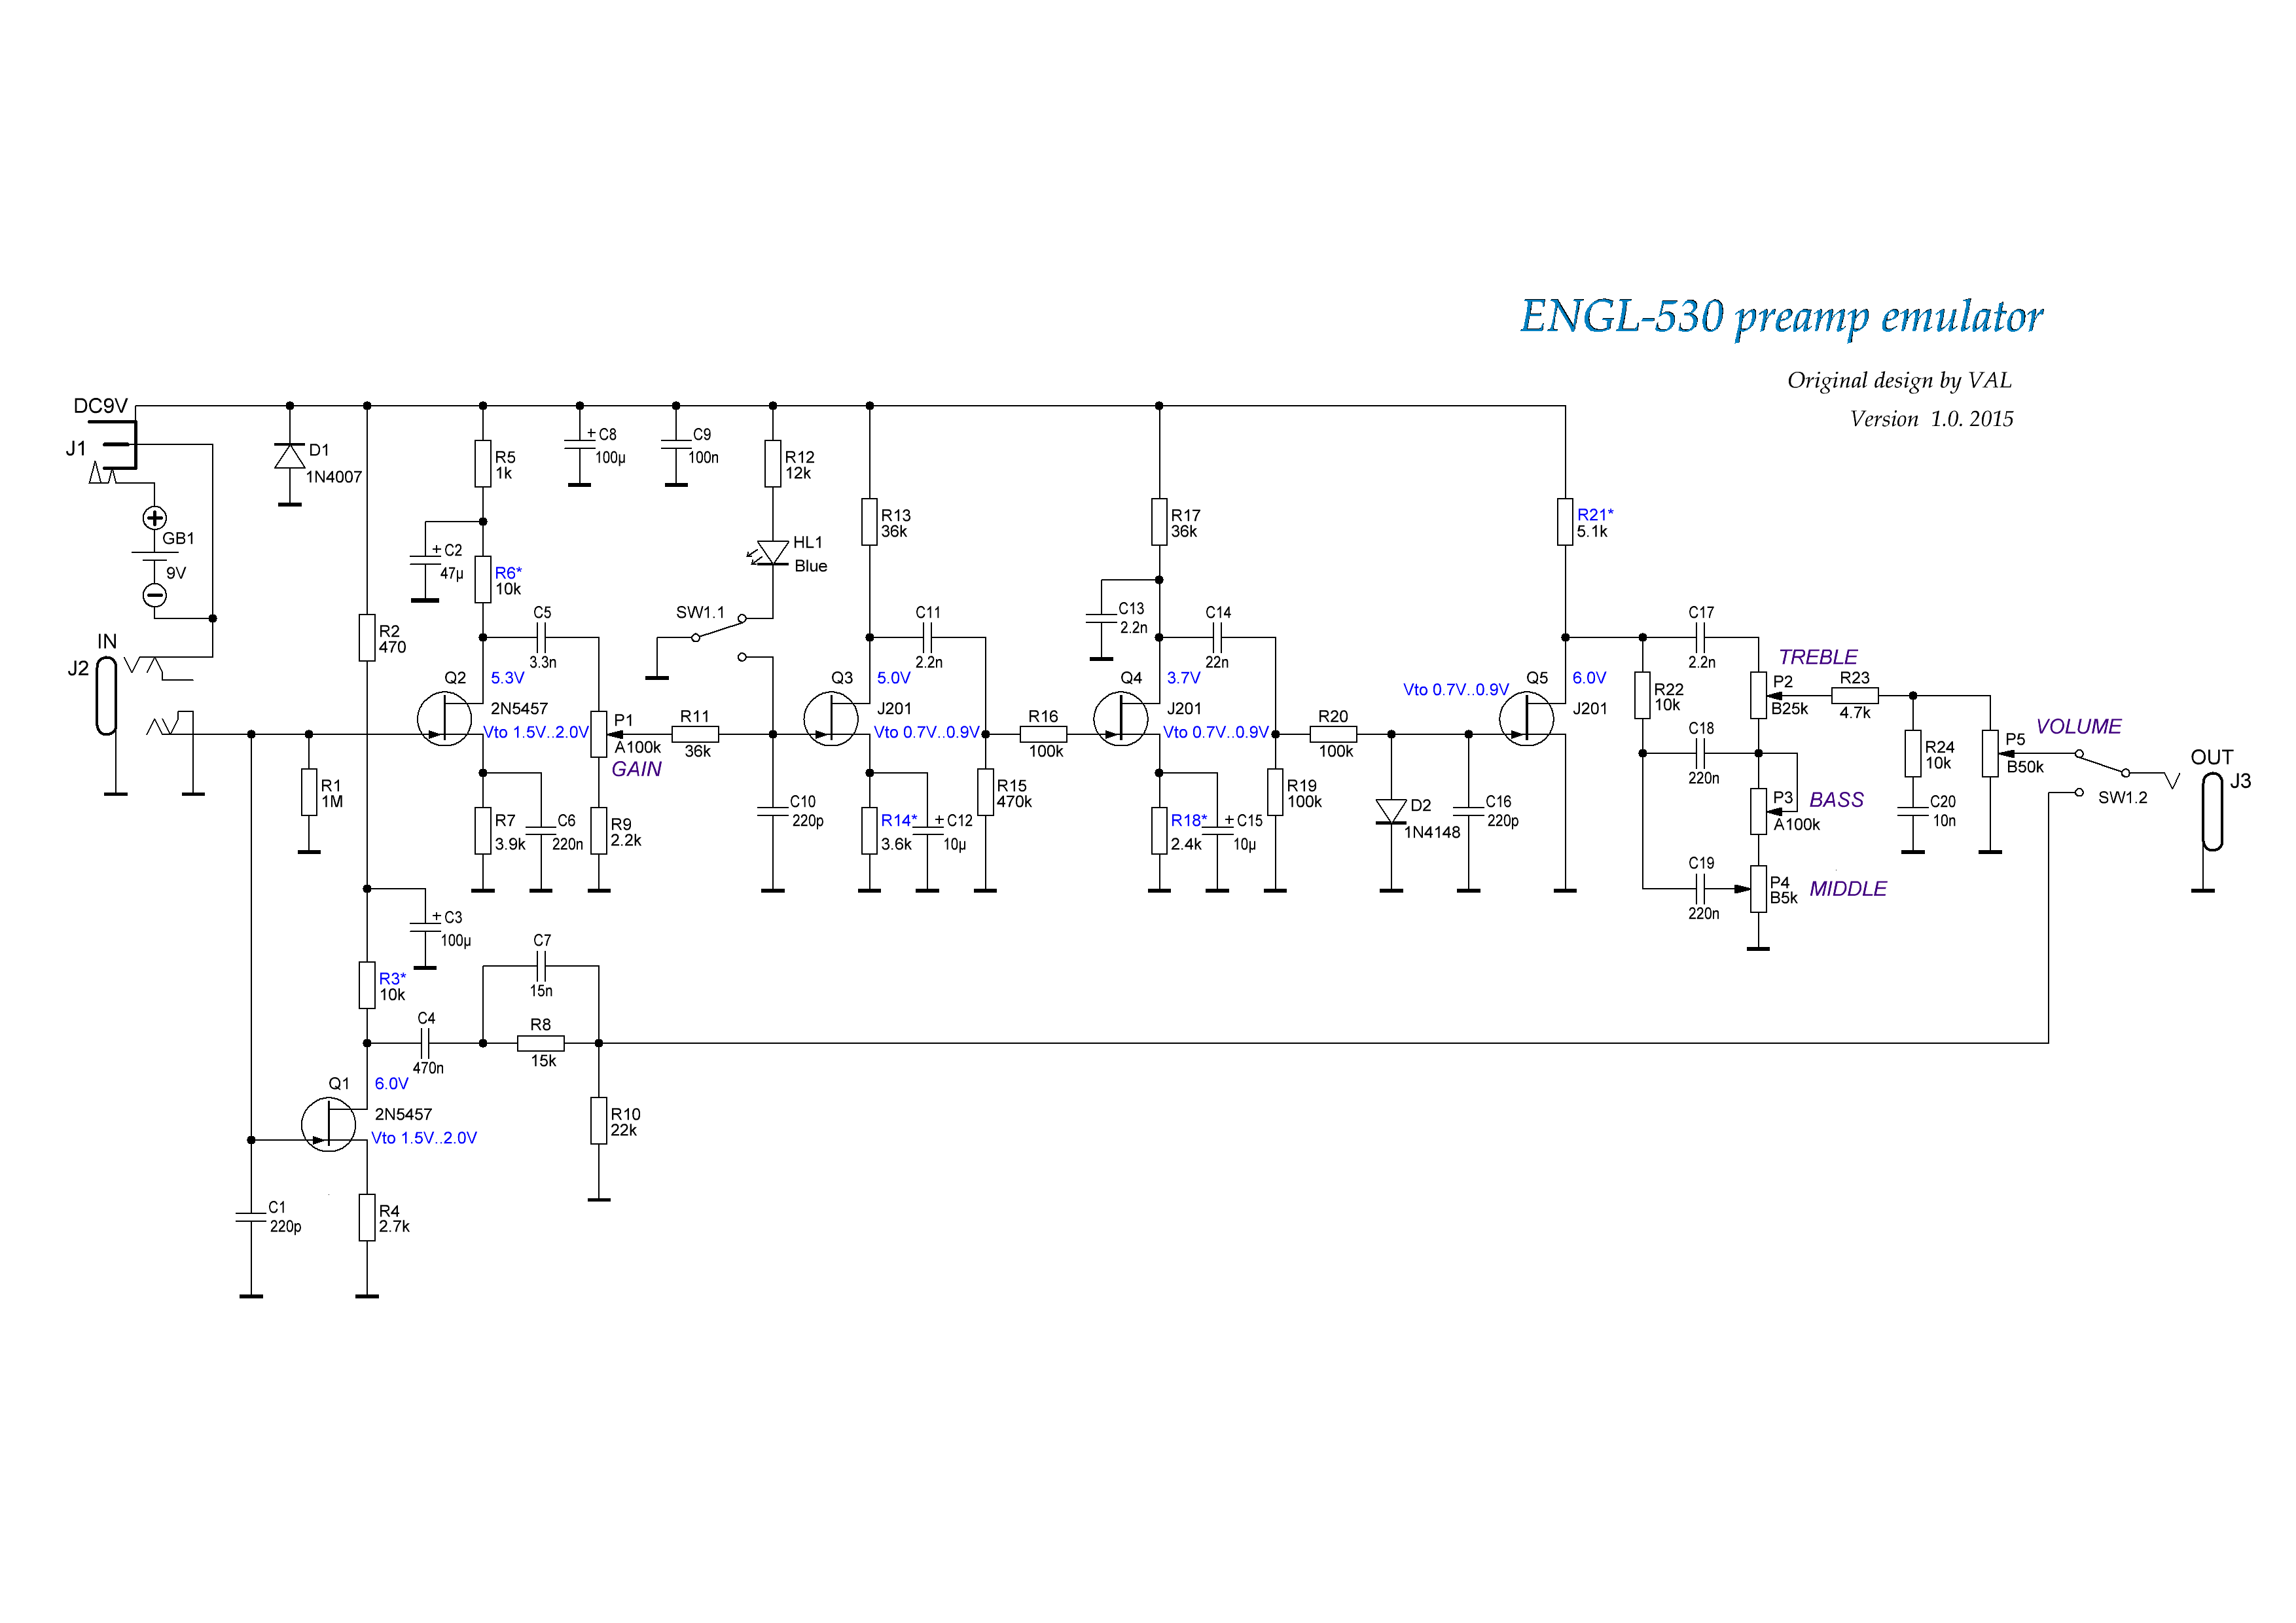 ENGL-530 preamp emulator
Original design by VAL
Version 1.0. 2015
DC9V
J1
GB1
9V
IN
J2
D1
1N4007
R2
470
R5
1k
C2
47µ
R6*
10k
C8
100µ
C9
100n
R12
12k
HL1
Blue
SW1.1
R13
36k
R17
36k
R21*
5.1k
C5
3.3n
C11
2.2n
C13
2.2n
C14
22n
C17
2.2n
Q2
5.3V
2N5457
Vto 1.5V..2.0V
P1
A100k
GAIN
R11
36k
Q3
5.0V
J201
Vto 0.7V..0.9V
R16
100k
Q4
3.7V
J201
Vto 0.7V..0.9V
R20
100k
Vto 0.7V..0.9V
Q5
6.0V
J201
R22
10k
TREBLE
P2
B25k
R23
4.7k
C18
220n
R24
10k
P5
B50k
VOLUME
SW1.2
OUT
J3
R1
1M
R7
3.9k
C6
220n
R9
2.2k
C10
220p
R14*
3.6k
C12
10µ
R15
470k
R18*
2.4k
C15
10µ
R19
100k
D2
1N4148
C16
220p
P3
A100k
BASS
C20
10n
C19
220n
P4
B5k
MIDDLE
C3
100µ
R3*
10k
C7
15n
C4
470n
R8
15k
Q1
6.0V
2N5457
Vto 1.5V..2.0V
R10
22k
C1
220p
R4
2.7k